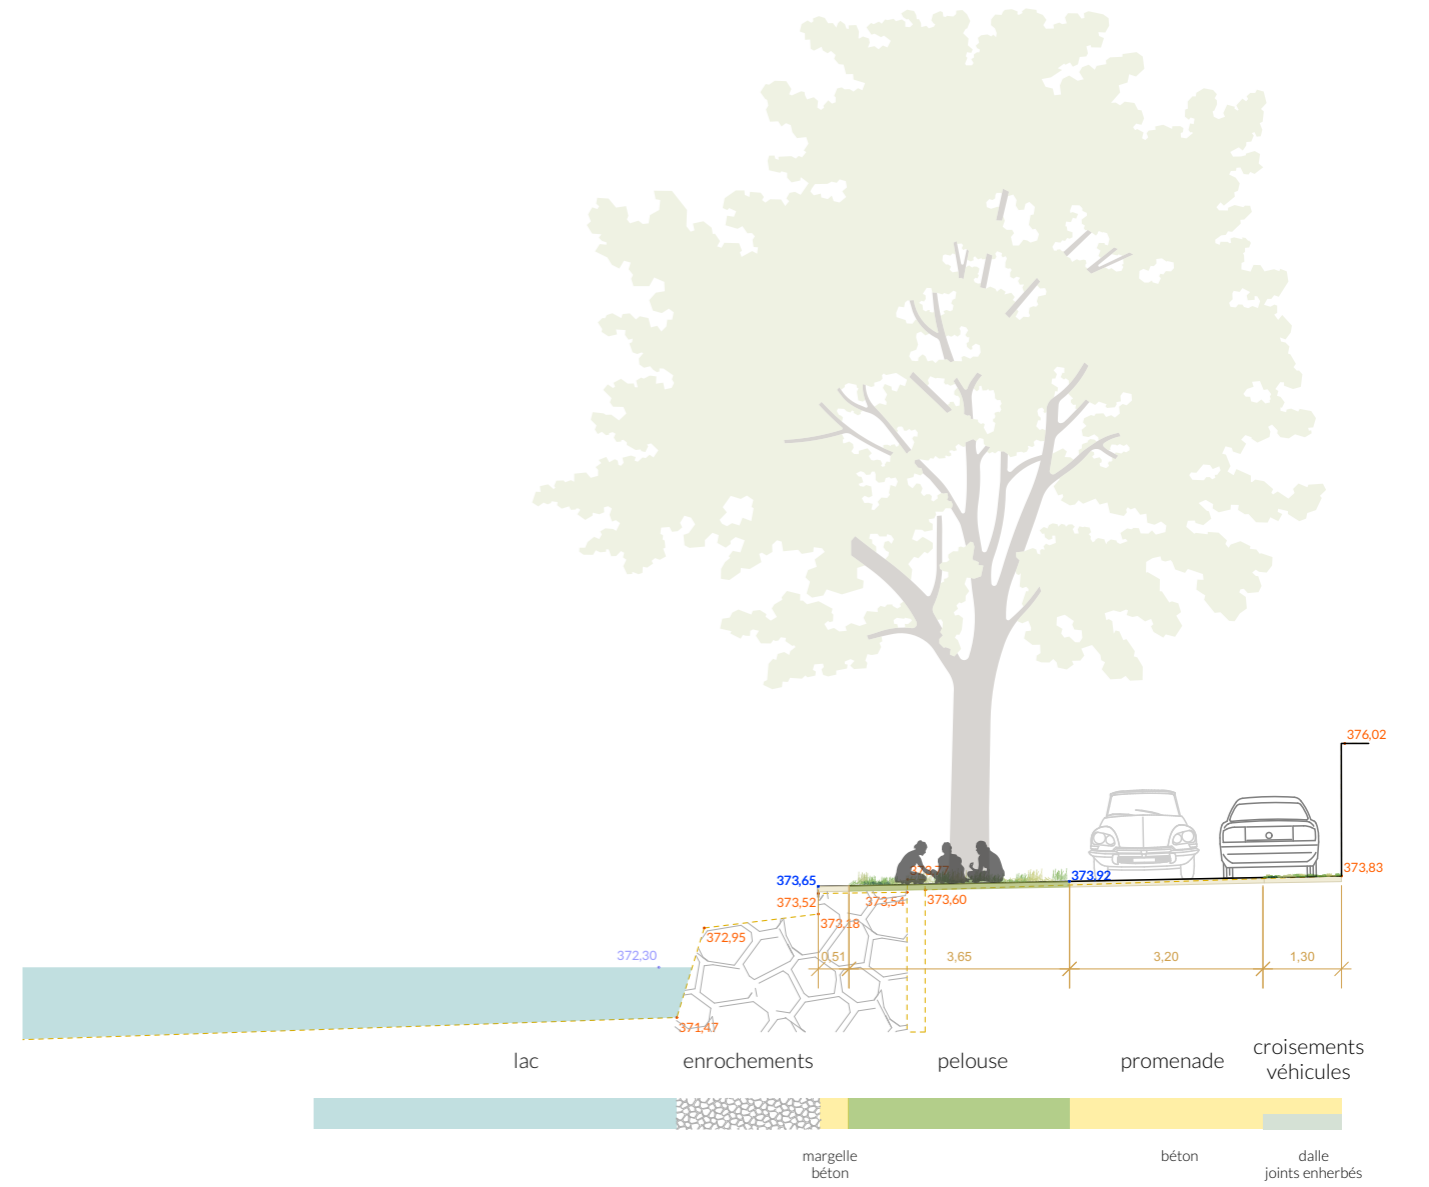 376,02
373,77
373,83
373,65
373,92
373,52
373,54
373,60
373,18
372,95
372,30
0,51
3,65
3,20
1,30
371,47
lac
enrochements
pelouse
promenade
croisements
véhicules
margelle
béton
béton
dalle
joints enherbés